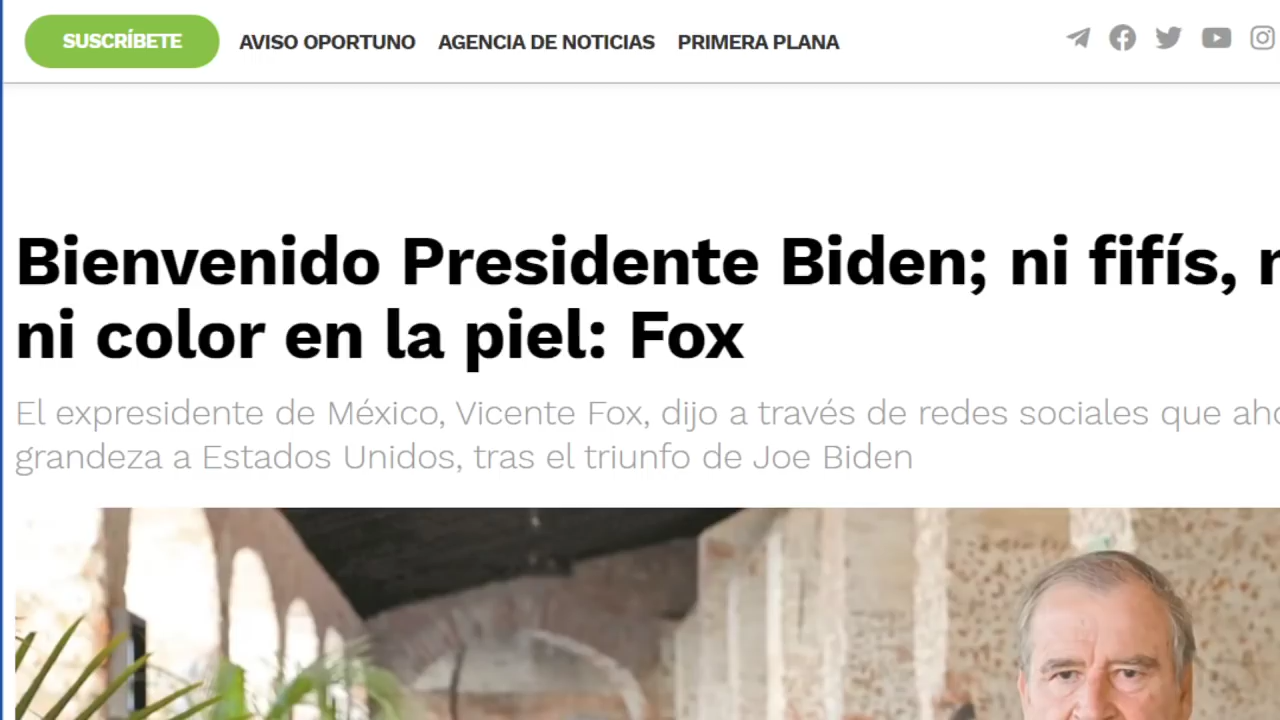 SUSCRÍBETE AVISO OPORTUNO AGENCIA DE NOTICIAS PRIMERA PLANA
Bienvenido Presidente Biden; ni fifís,
ni color en la piel: Fox
El expresidente de México, Vicente Fox, dijo a través de redes sociales que
grandeza a Estados Unidos, tras el triunfo de Joe Biden